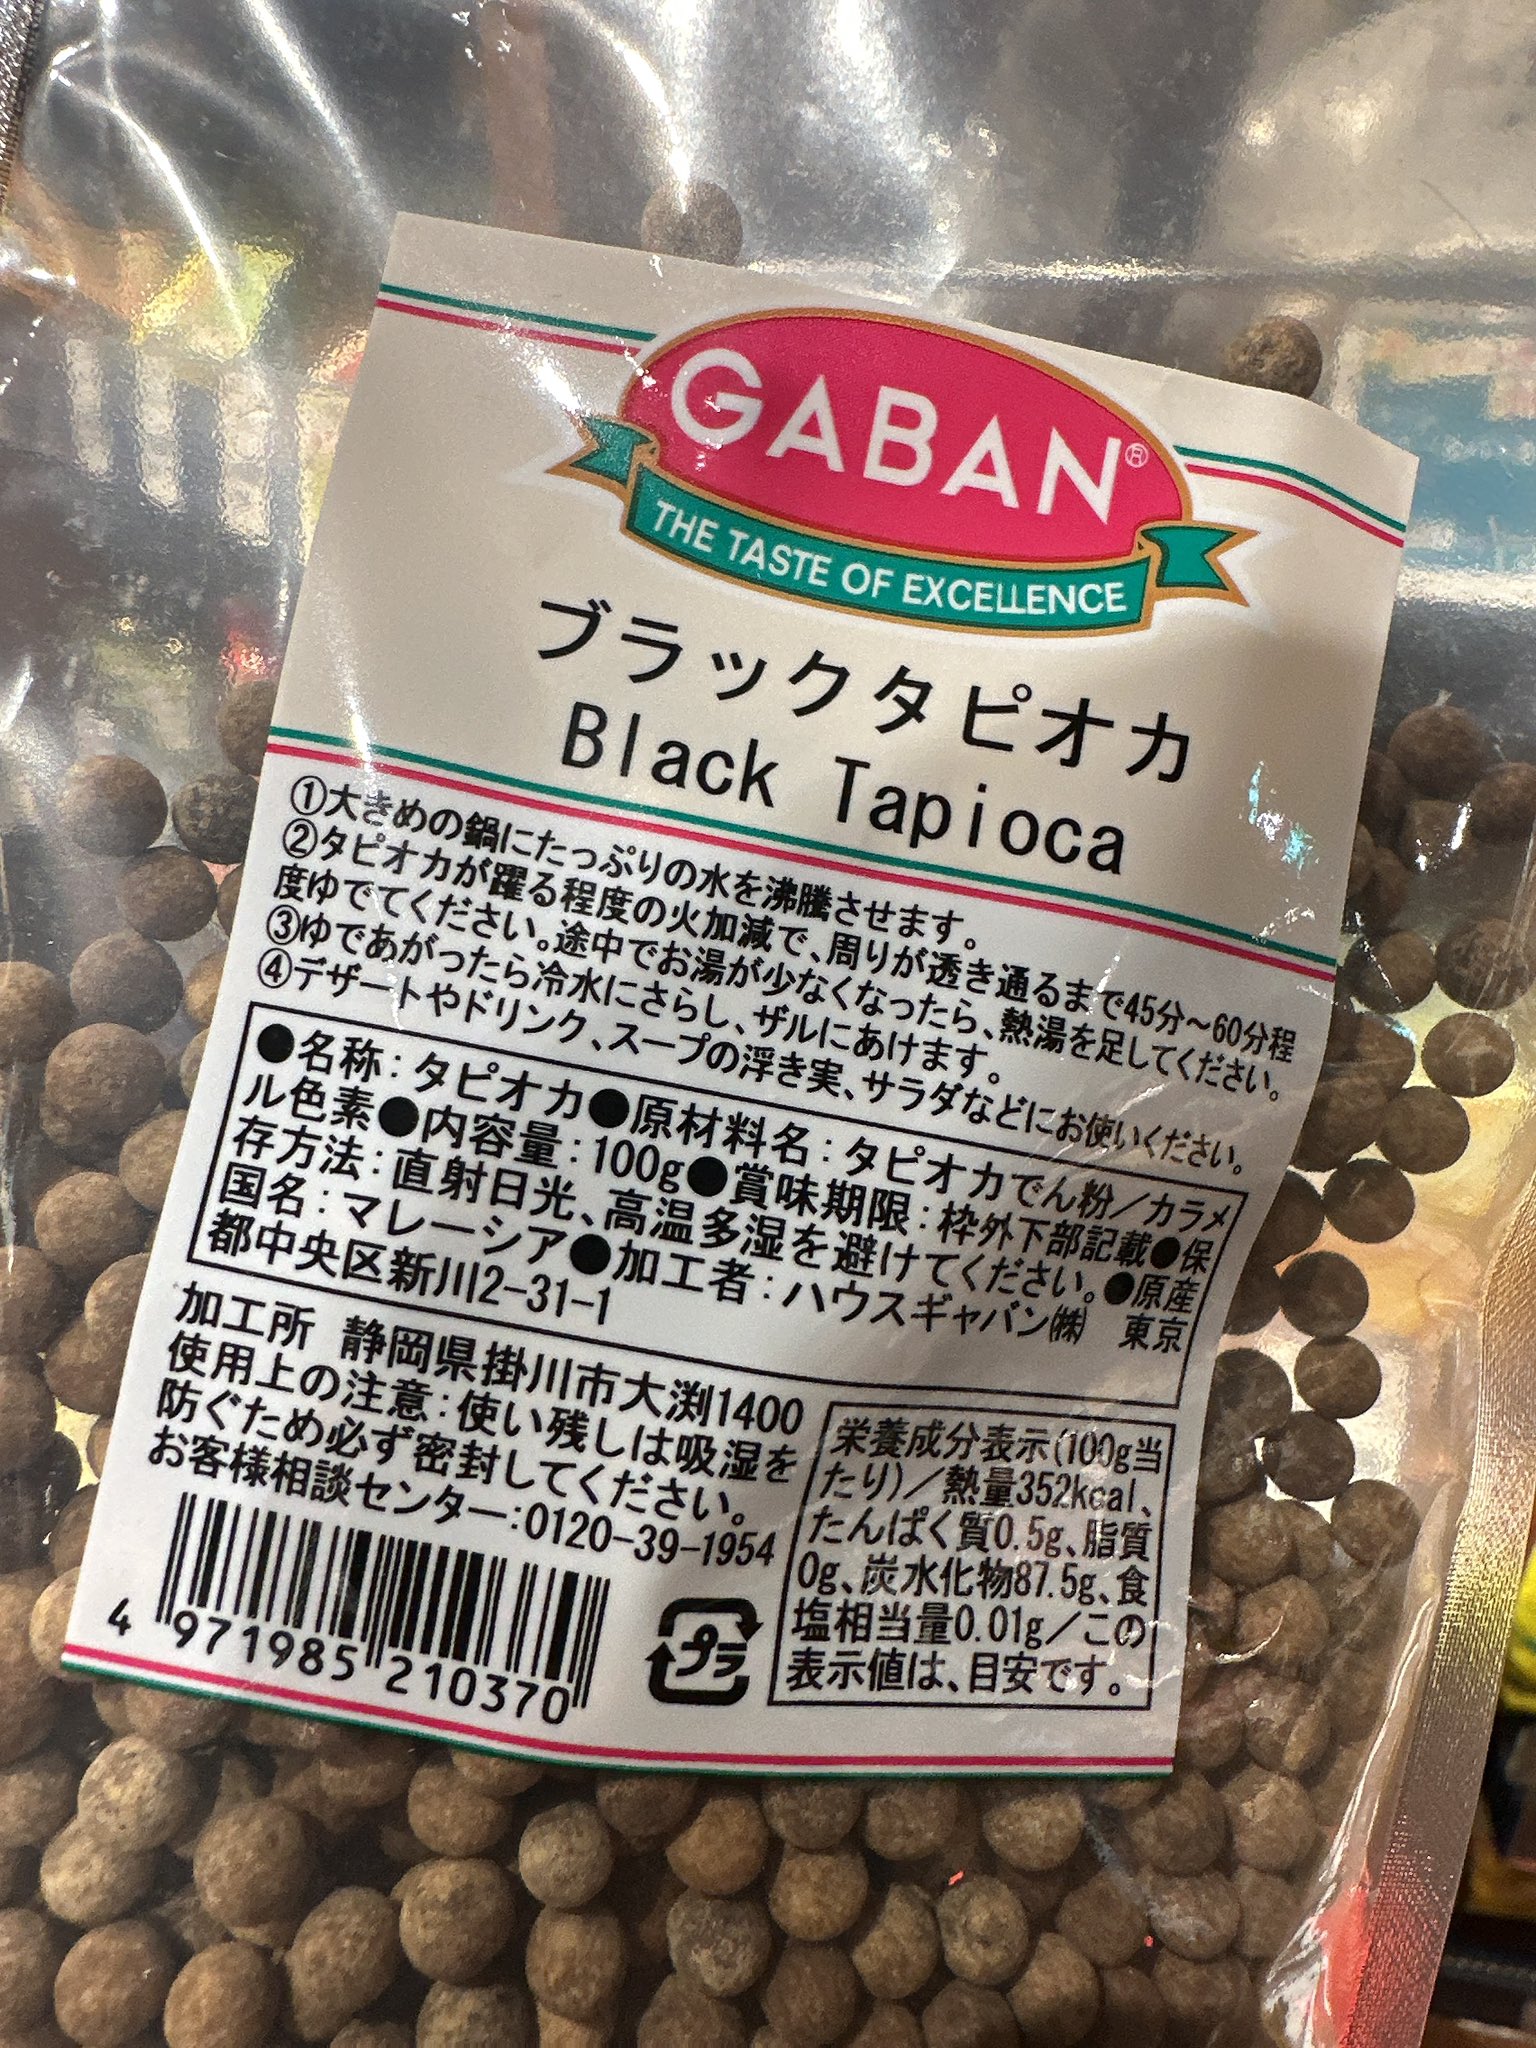 GABAN®
THE TASTE OF EXCELLENCE
ブラックタピオカ
Black Tapioca
①大きめの鍋にたっぷりの水を沸騰させます。
②タピオカが躍る程度の火加減で、周りが透き通るまで45分～60分程
度ゆでてください。途中でお湯が少なくなったら、熱湯を足してください。
③ゆであがったら冷水にさらし、ザルにあけます。
④デザートやドリンク、スープの浮き実、サラダなどにお使いください。
●名称：タピオカ●原材料名：タピオカでん粉／カラメ
ル色素●内容量：100g●賞味期限：枠外下部記載●保
存方法：直射日光、高温多湿を避けてください。●原産
国名：マレーシア●加工者：ハウスギャバン㈱ 東京
都中央区新川2-31-1
加工所 静岡県掛川市大渕1400
使用上の注意：使い残しは吸湿を
防ぐため必ず密封してください。
お客様相談センター：0120-39-1954
栄養成分表示(100g当
たり)／熱量352kcal、
たんぱく質0.5g、脂質
0g、炭水化物87.5g、食
塩相当量0.01g／この
表示値は、目安です。
プラ
4 971985 210370